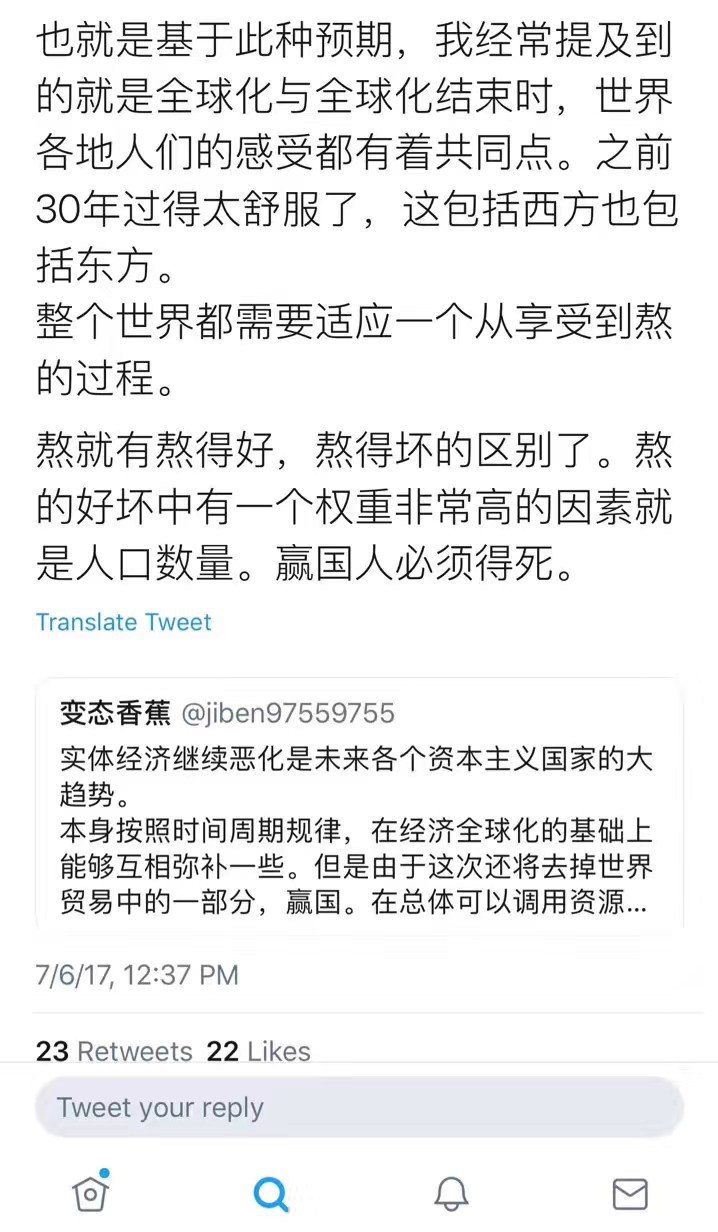 也就是基于此种预期，我经常提及到
的就是全球化与全球化结束时，世界
各地人们的感受都有着共同点。之前
30年过得太舒服了，这包括西方也包
括东方。
整个世界都需要适应一个从享受到熬
的过程。
熬就有熬得好，熬得坏的区别了。熬
的好坏中有一个权重非常高的因素就
是人口数量。赢国人必须得死。
Translate Tweet
变态香蕉 @jiben97559755
实体经济继续恶化是未来各个资本主义国家的大
趋势。
本身按照时间周期规律，在经济全球化的基础上
能够互相弥补一些。但是由于这次还将去掉世界
贸易中的一部分，赢国。在总体可以调用资源...
7/6/17, 12:37 PM
23 Retweets 22 Likes
Tweet your reply